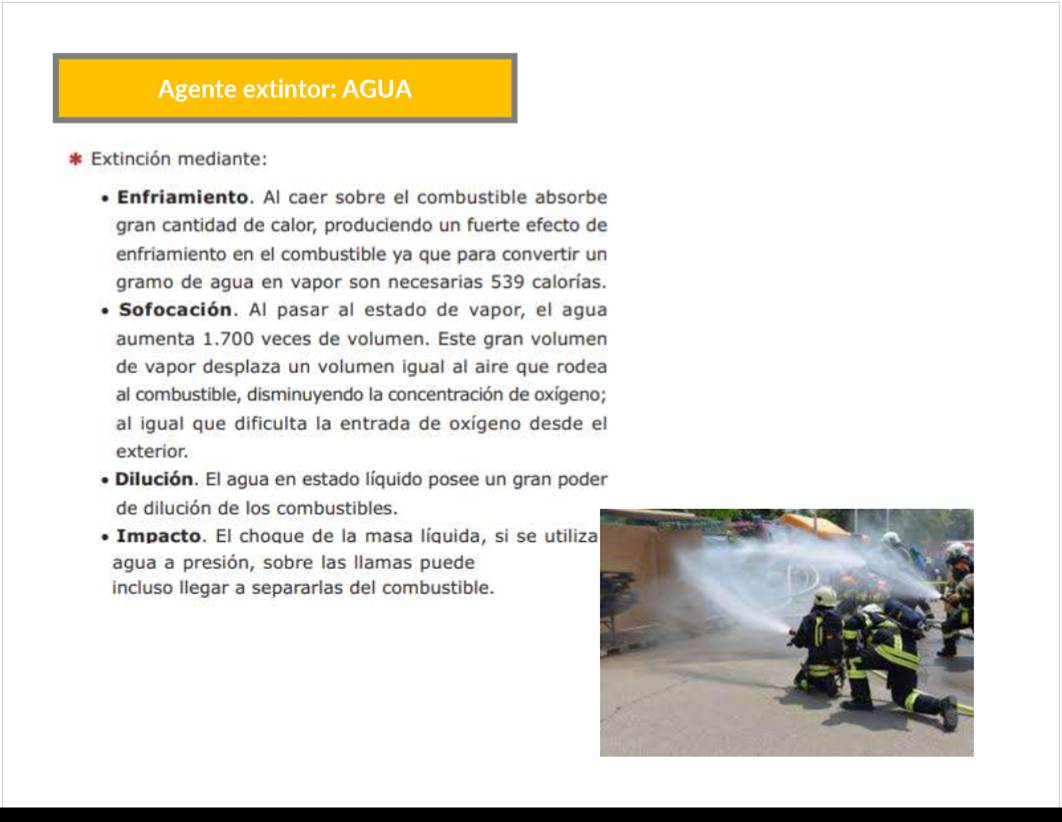 Agente extintor: AGUA
✱ Extinción mediante:
• Enfriamiento. Al caer sobre el combustible absorbe
gran cantidad de calor, produciendo un fuerte efecto de
enfriamiento en el combustible ya que para convertir un
gramo de agua en vapor son necesarias 539 calorías.
• Sofocación. Al pasar al estado de vapor, el agua
aumenta 1.700 veces de volumen. Este gran volumen
de vapor desplaza un volumen igual al aire que rodea
al combustible, disminuyendo la concentración de oxígeno;
al igual que dificulta la entrada de oxígeno desde el
exterior.
• Dilución. El agua en estado líquido posee un gran poder
de dilución de los combustibles.
• Impacto. El choque de la masa líquida, si se utiliza
agua a presión, sobre las llamas puede
incluso llegar a separarlas del combustible.